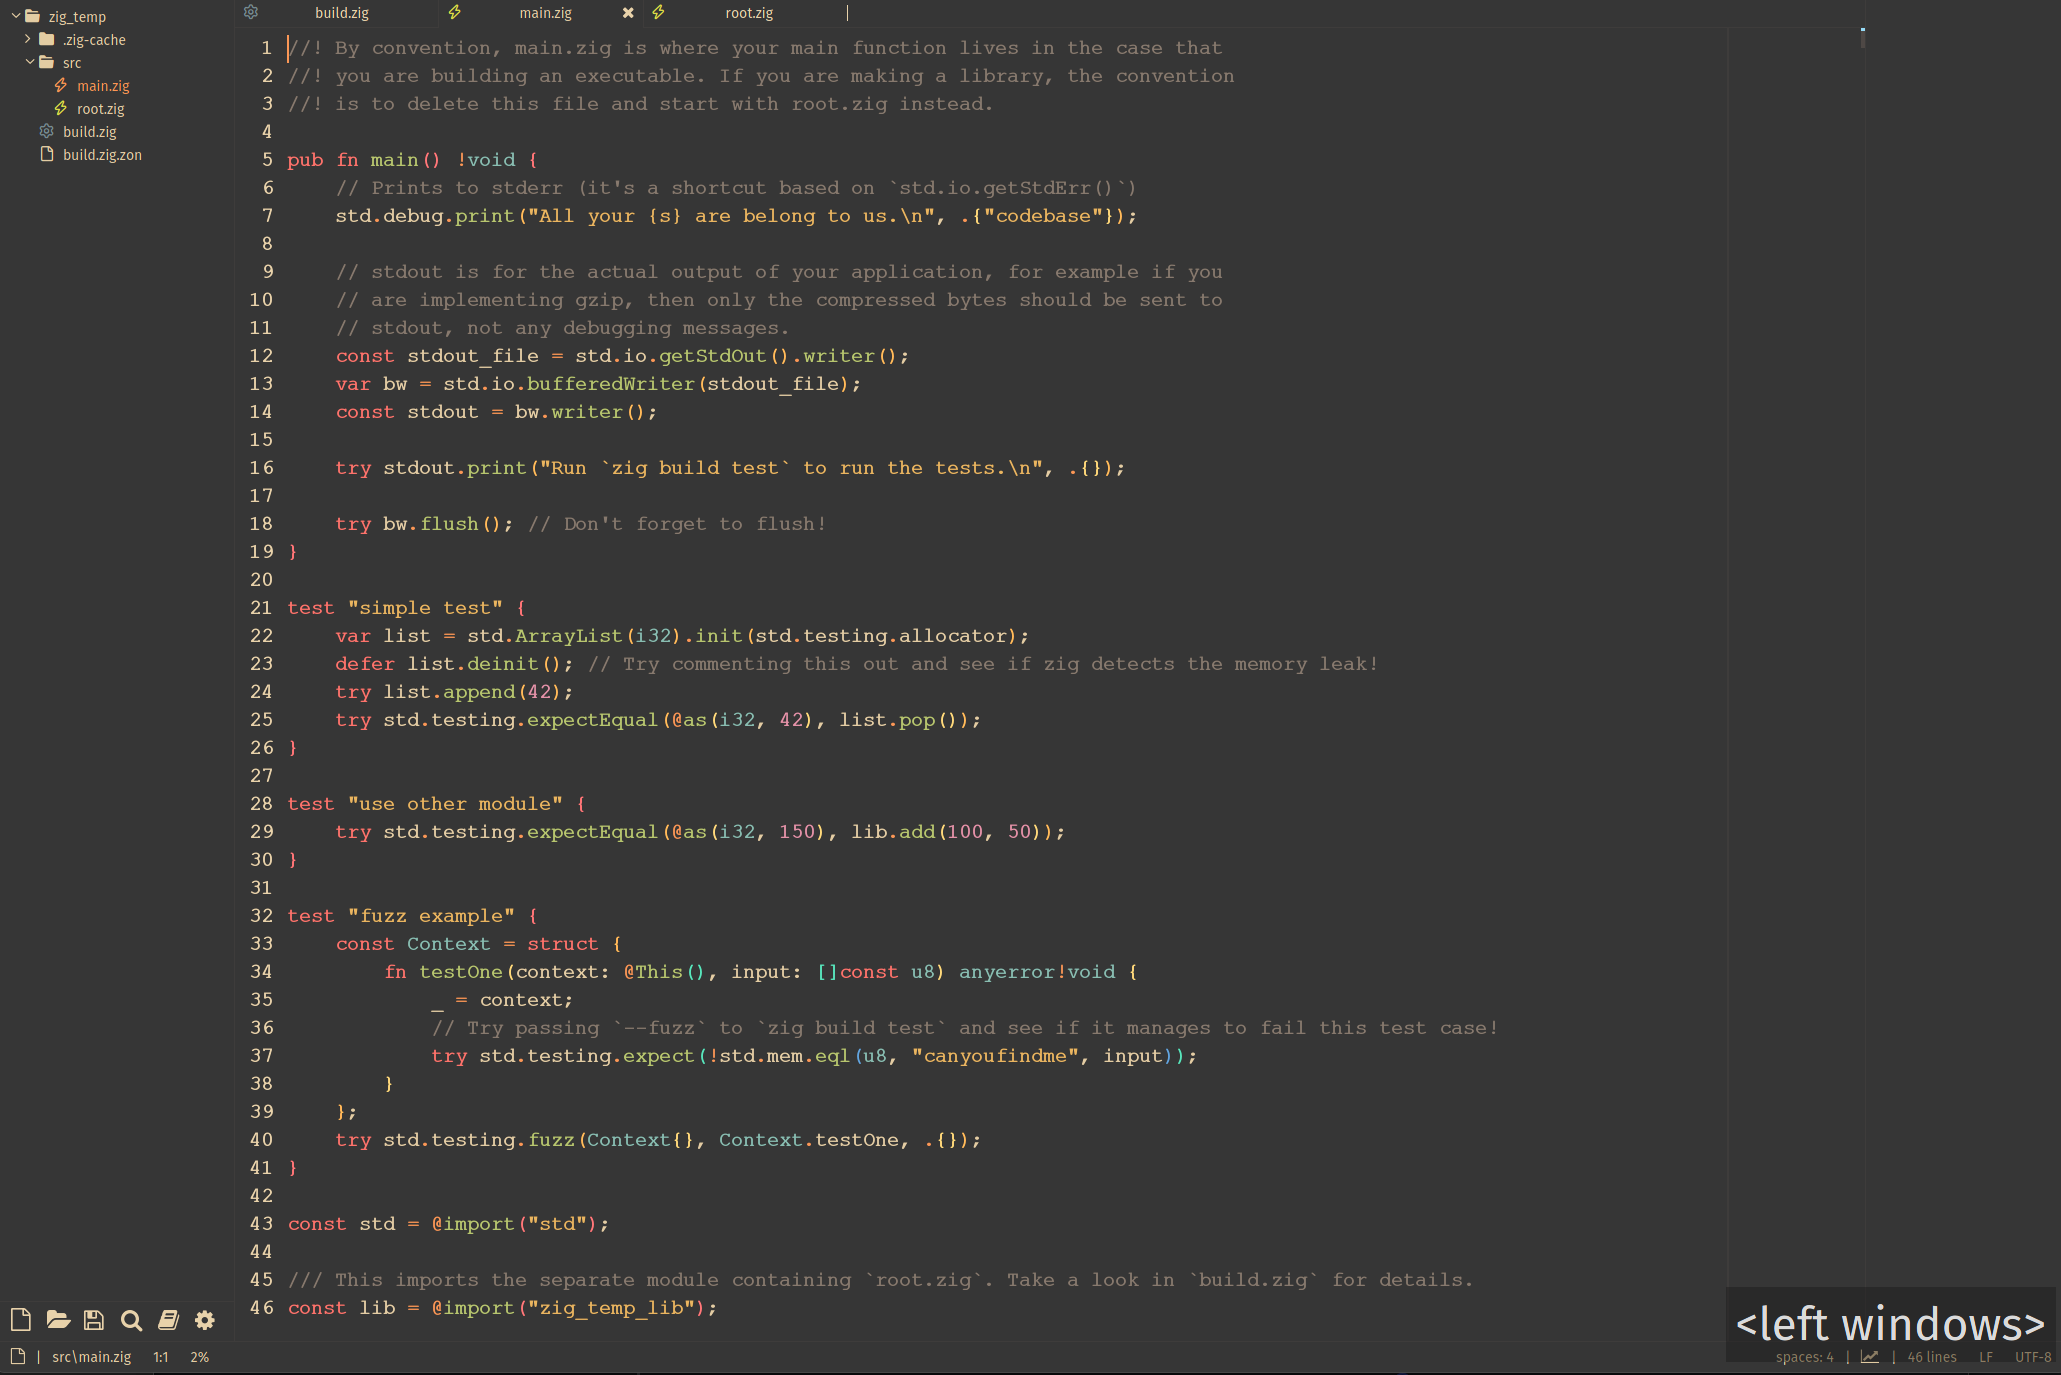 zig_temp
.zig-cache
src
main.zig
root.zig
build.zig
build.zig.zon
build.zig main.zig root.zig
1 //! By convention, main.zig is where your main function lives in the case that
2 //! you are building an executable. If you are making a library, the convention
3 //! is to delete this file and start with root.zig instead.
4
5 pub fn main() !void {
6     // Prints to stderr (it's a shortcut based on `std.io.getStdErr()`)
7     std.debug.print("All your {s} are belong to us.\n", .{"codebase"});
8
9     // stdout is for the actual output of your application, for example if you
10     // are implementing gzip, then only the compressed bytes should be sent to
11     // stdout, not any debugging messages.
12     const stdout_file = std.io.getStdOut().writer();
13     var bw = std.io.bufferedWriter(stdout_file);
14     const stdout = bw.writer();
15
16     try stdout.print("Run `zig build test` to run the tests.\n", .{});
17
18     try bw.flush(); // Don't forget to flush!
19 }
20
21 test "simple test" {
22     var list = std.ArrayList(i32).init(std.testing.allocator);
23     defer list.deinit(); // Try commenting this out and see if zig detects the memory leak!
24     try list.append(42);
25     try std.testing.expectEqual(@as(i32, 42), list.pop());
26 }
27
28 test "use other module" {
29     try std.testing.expectEqual(@as(i32, 150), lib.add(100, 50));
30 }
31
32 test "fuzz example" {
33     const Context = struct {
34         fn testOne(context: @This(), input: []const u8) anyerror!void {
35             _ = context;
36             // Try passing `--fuzz` to `zig build test` and see if it manages to fail this test case!
37             try std.testing.expect(!std.mem.eql(u8, "canyoufindme", input));
38         }
39     };
40     try std.testing.fuzz(Context{}, Context.testOne, .{});
41 }
42
43 const std = @import("std");
44
45 /// This imports the separate module containing `root.zig`. Take a look in `build.zig` for details.
46 const lib = @import("zig_temp_lib");
<left windows>
| src\main.zig 1:1 2% spaces: 4 | | 46 lines LF UTF-8